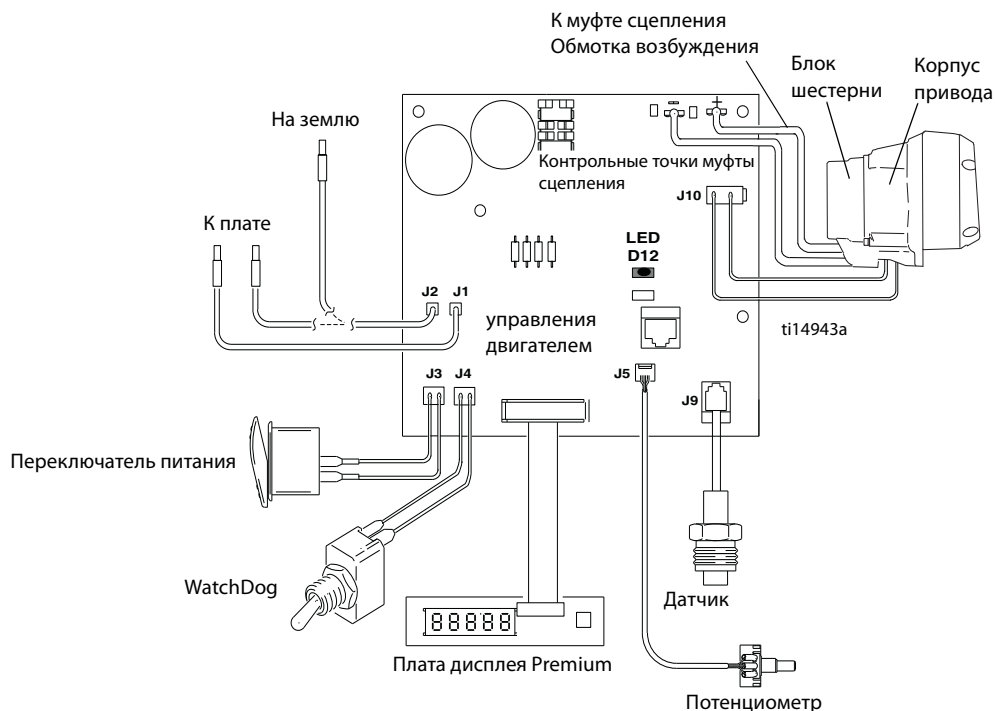 К муфте сцепления
Обмотка возбуждения
Блок
шестерни
Корпус
привода
На землю
Контрольные точки муфты
сцепления
J10
К плате
LED
D12
J2
J1
управления
двигателем
ti14943a
J3
J4
J5
J9
Переключатель питания
WatchDog
Датчик
88888
Плата дисплея Premium
Потенциометр